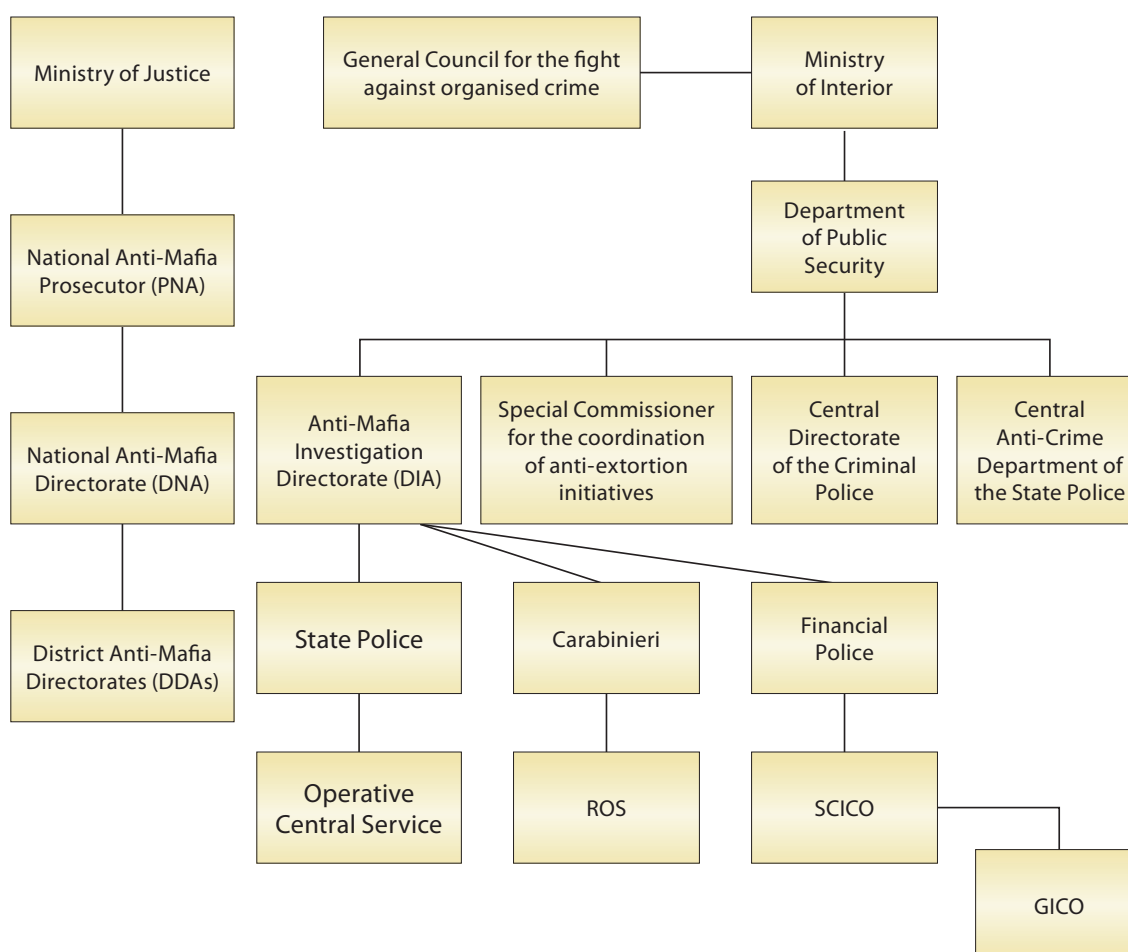 Ministry of Justice
General Council for the fight
against organised crime
Ministry
of Interior
Department
of Public
Security
National Anti-Mafia
Prosecutor (PNA)
National Anti-Mafia
Directorate (DNA)
Anti-Mafia
Investigation
Directorate (DIA)
Special Commissioner
for the coordination
of anti-extortion
initiatives
Central
Directorate
of the Criminal
Police
Central
Anti-Crime
Department of
the State Police
District Anti-Mafia
Directorates (DDAs)
State Police
Carabinieri
Financial
Police
Operative
Central Service
ROS
SCICO
GICO